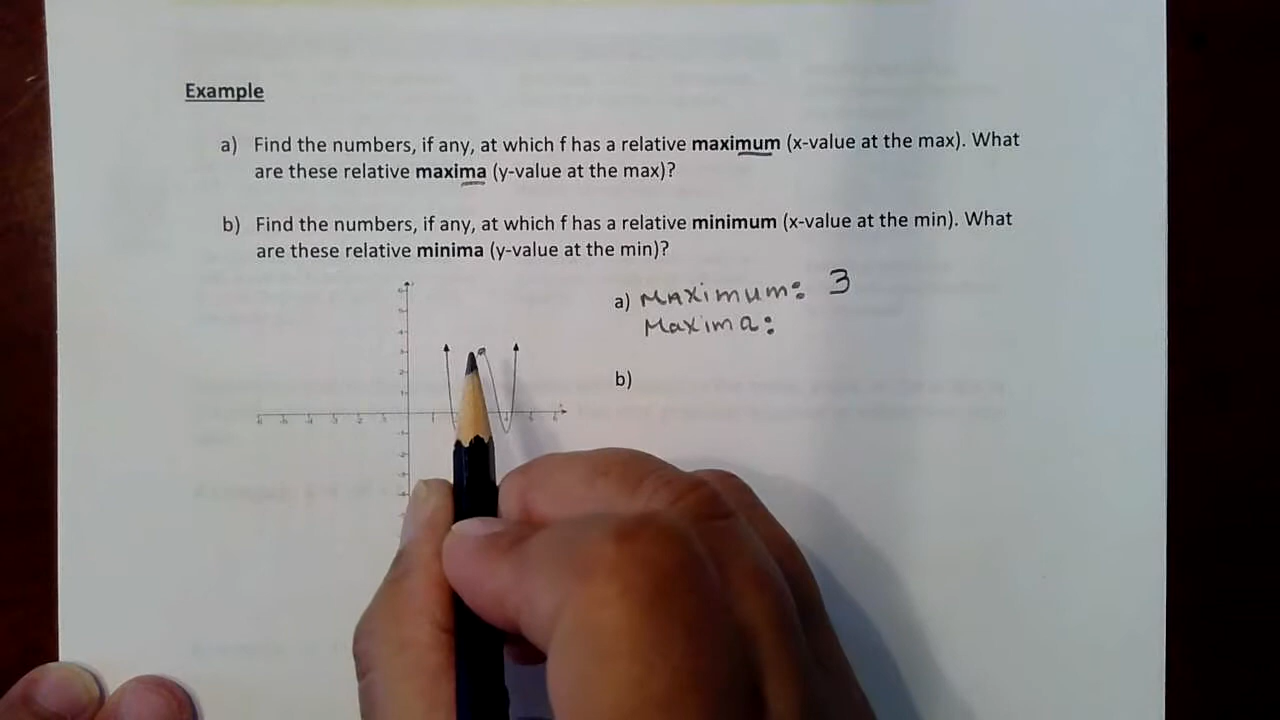 Example
a) Find the numbers, if any, at which f has a relative maximum (x-value at the max). What
are these relative maxima (y-value at the max)?
b) Find the numbers, if any, at which f has a relative minimum (x-value at the min). What
are these relative minima (y-value at the min)?
a) Maximum: 3
Maxima:
b)